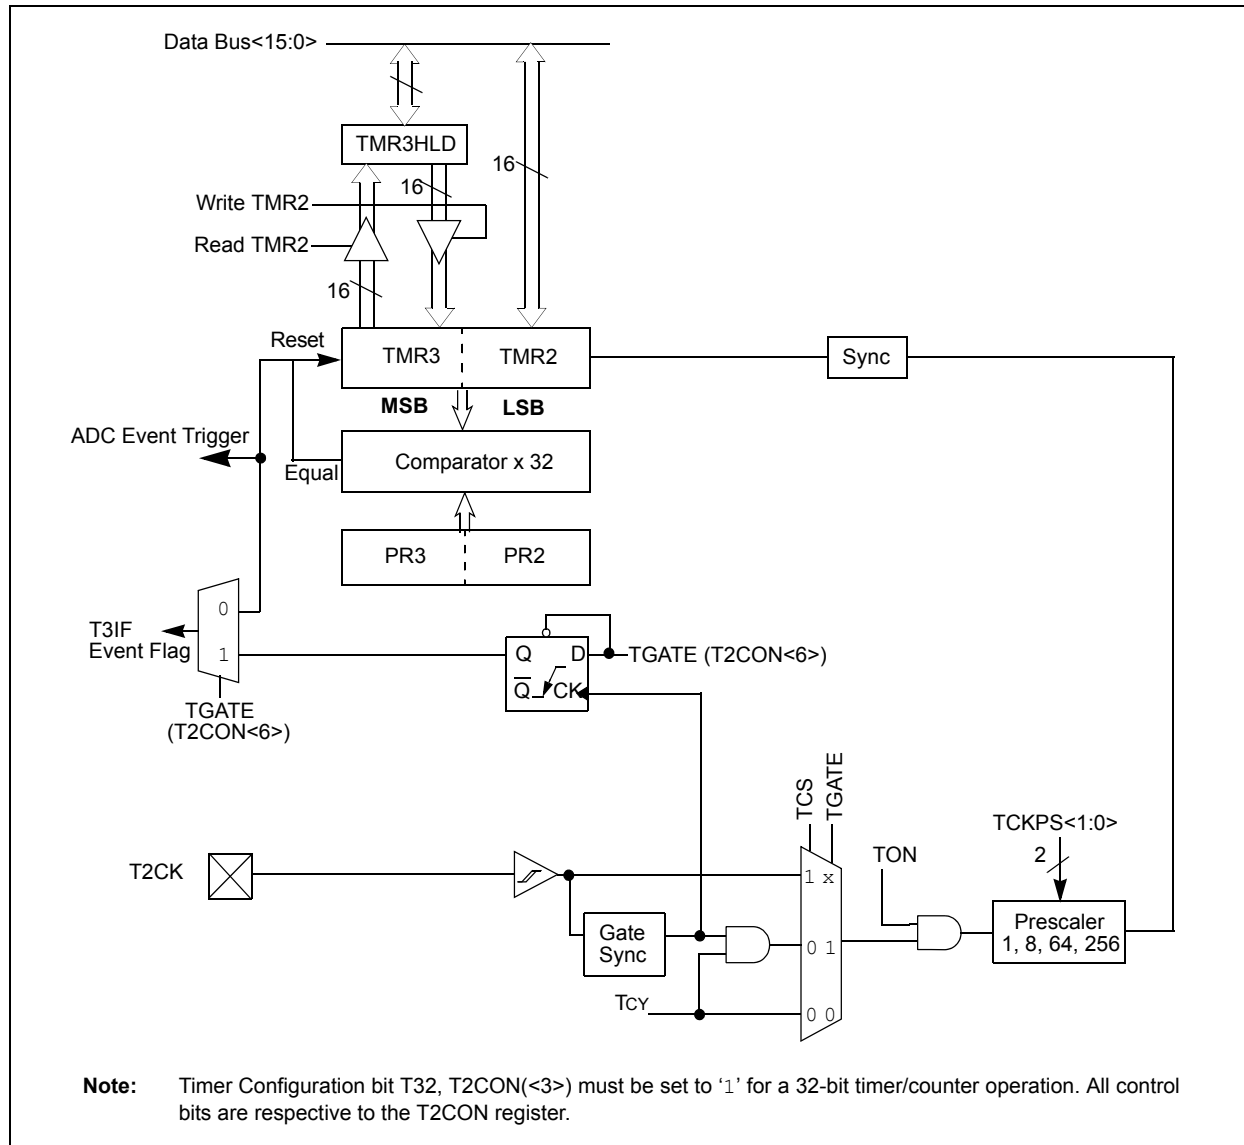 Data Bus<15:0>
TMR3HLD
16
16
Write TMR2
Read TMR2
16
Reset
TMR3
TMR2
Sync
MSB
LSB
ADC Event Trigger
Equal
Comparator x 32
PR3
PR2
0
T3IF
Event Flag
1
Q
D
TGATE (T2CON<6>)
Q
CK
TGATE
(T2CON<6>)
TCS
TGATE
TCKPS<1:0>
2
T2CK
1 x
TON
Gate
Sync
0 1
Prescaler
1, 8, 64, 256
TCY
0 0
Note: Timer Configuration bit T32, T2CON(<3>) must be set to ‘1’ for a 32-bit timer/counter operation. All control
bits are respective to the T2CON register.